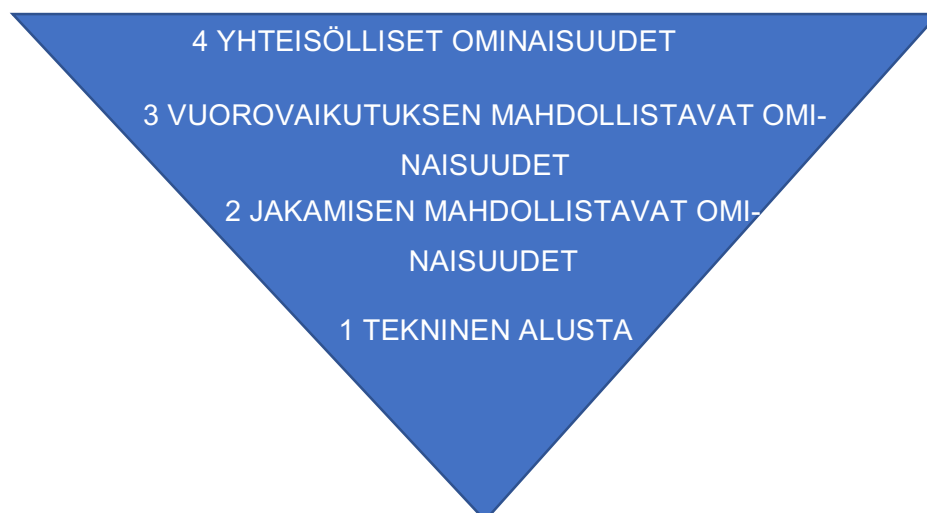 4 YHTEISÖLLISET OMINAISUUDET
3 VUOROVAIKUTUKSEN MAHDOLLISTAVAT OMI-
NAISUUDET
2 JAKAMISEN MAHDOLLISTAVAT OMI-
NAISUUDET
1 TEKNINEN ALUSTA